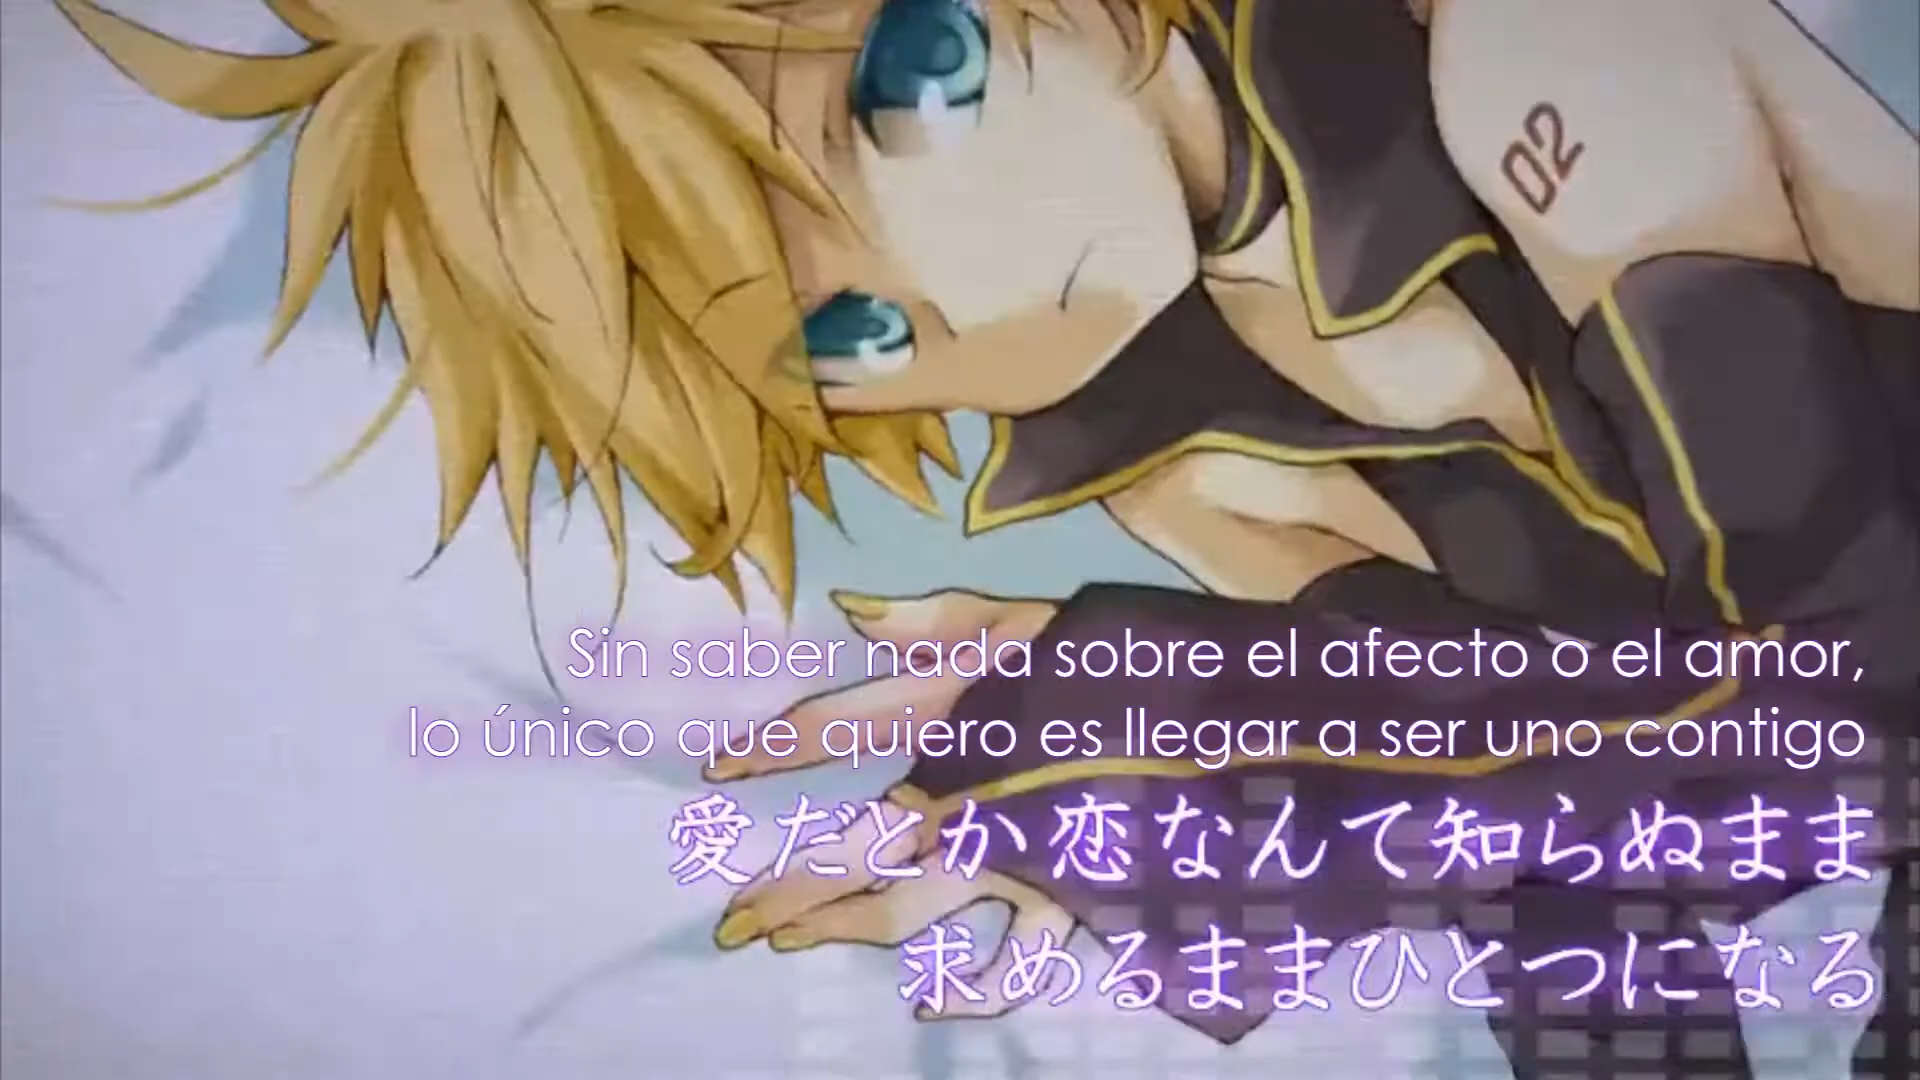 02
Sin saber nada sobre el afecto o el amor,
lo único que quiero es llegar a ser uno contigo
愛だとか恋なんて知らぬまま
求めるままひとつになる